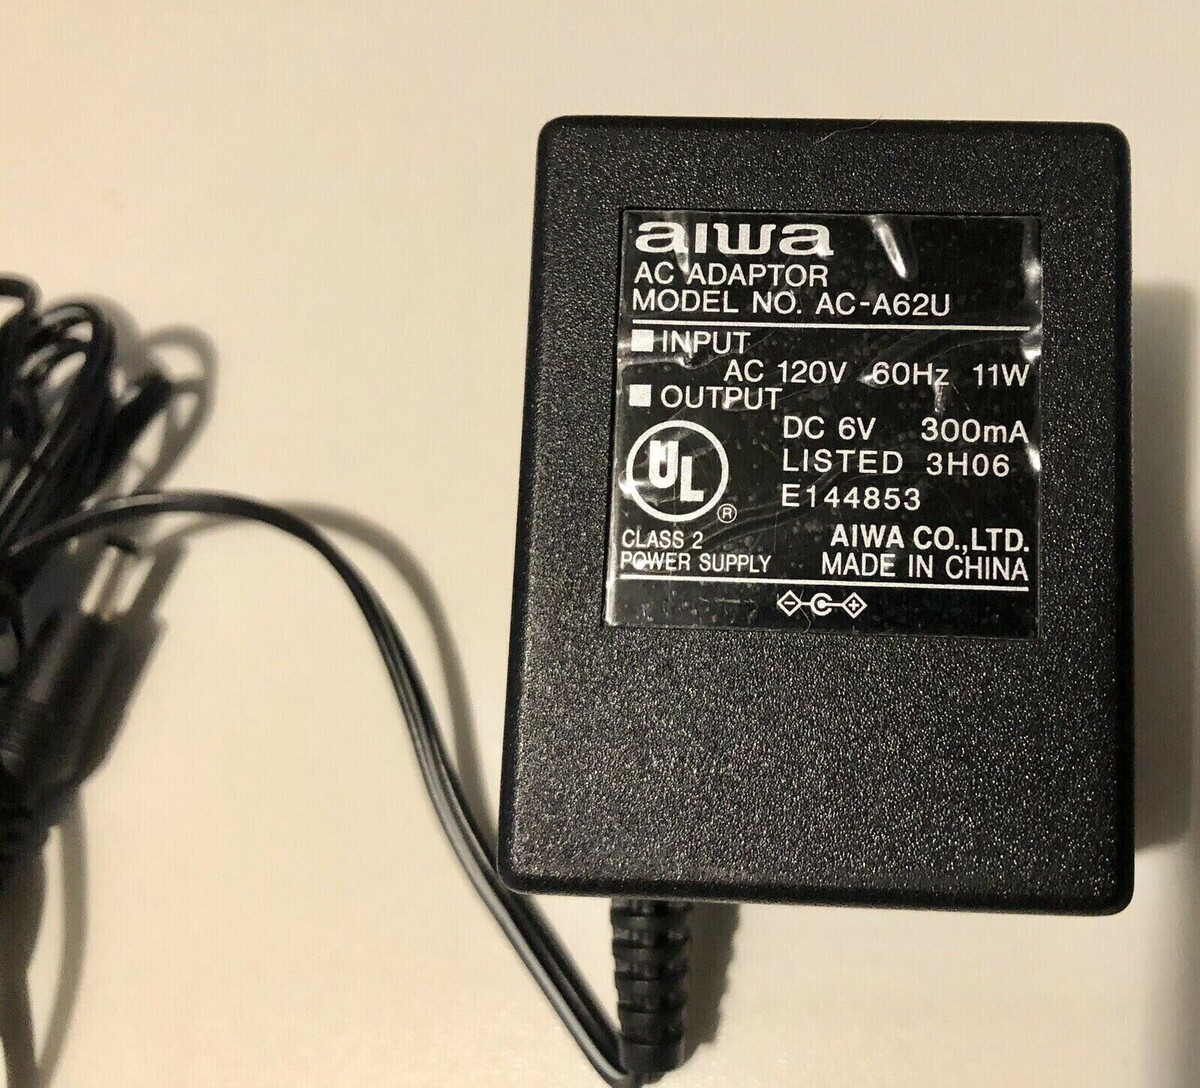 aiwa
AC ADAPTOR
MODEL NO. AC-A62U
INPUT
AC 120V 60Hz 11W
OUTPUT
DC 6V 300mA
UL LISTED 3H06
® E144853
CLASS 2 AIWA CO.,LTD.
POWER SUPPLY MADE IN CHINA